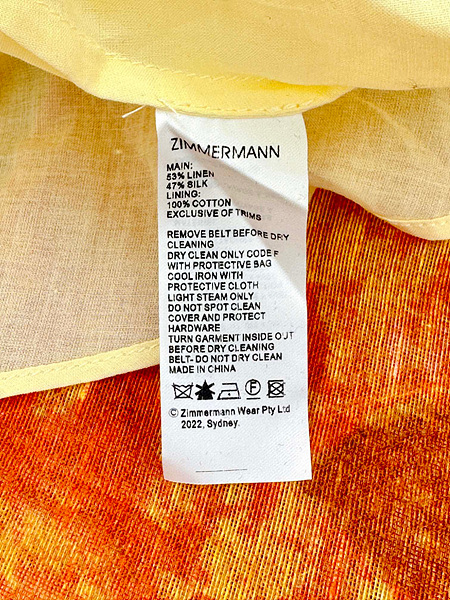 ZIMMERMANN
MAIN:
53% LINEN
47% SILK
LINING:
100% COTTON
EXCLUSIVE OF TRIMS
REMOVE BELT BEFORE DRY
CLEANING
DRY CLEAN ONLY CODE F
WITH PROTECTIVE BAG
COOL IRON WITH
PROTECTIVE CLOTH
LIGHT STEAM ONLY
DO NOT SPOT CLEAN
COVER AND PROTECT
HARDWARE
TURN GARMENT INSIDE OUT
BEFORE DRY CLEANING
BELT- DO NOT DRY CLEAN
MADE IN CHINA
F
© Zimmermann Wear Pty Ltd
2022, Sydney.